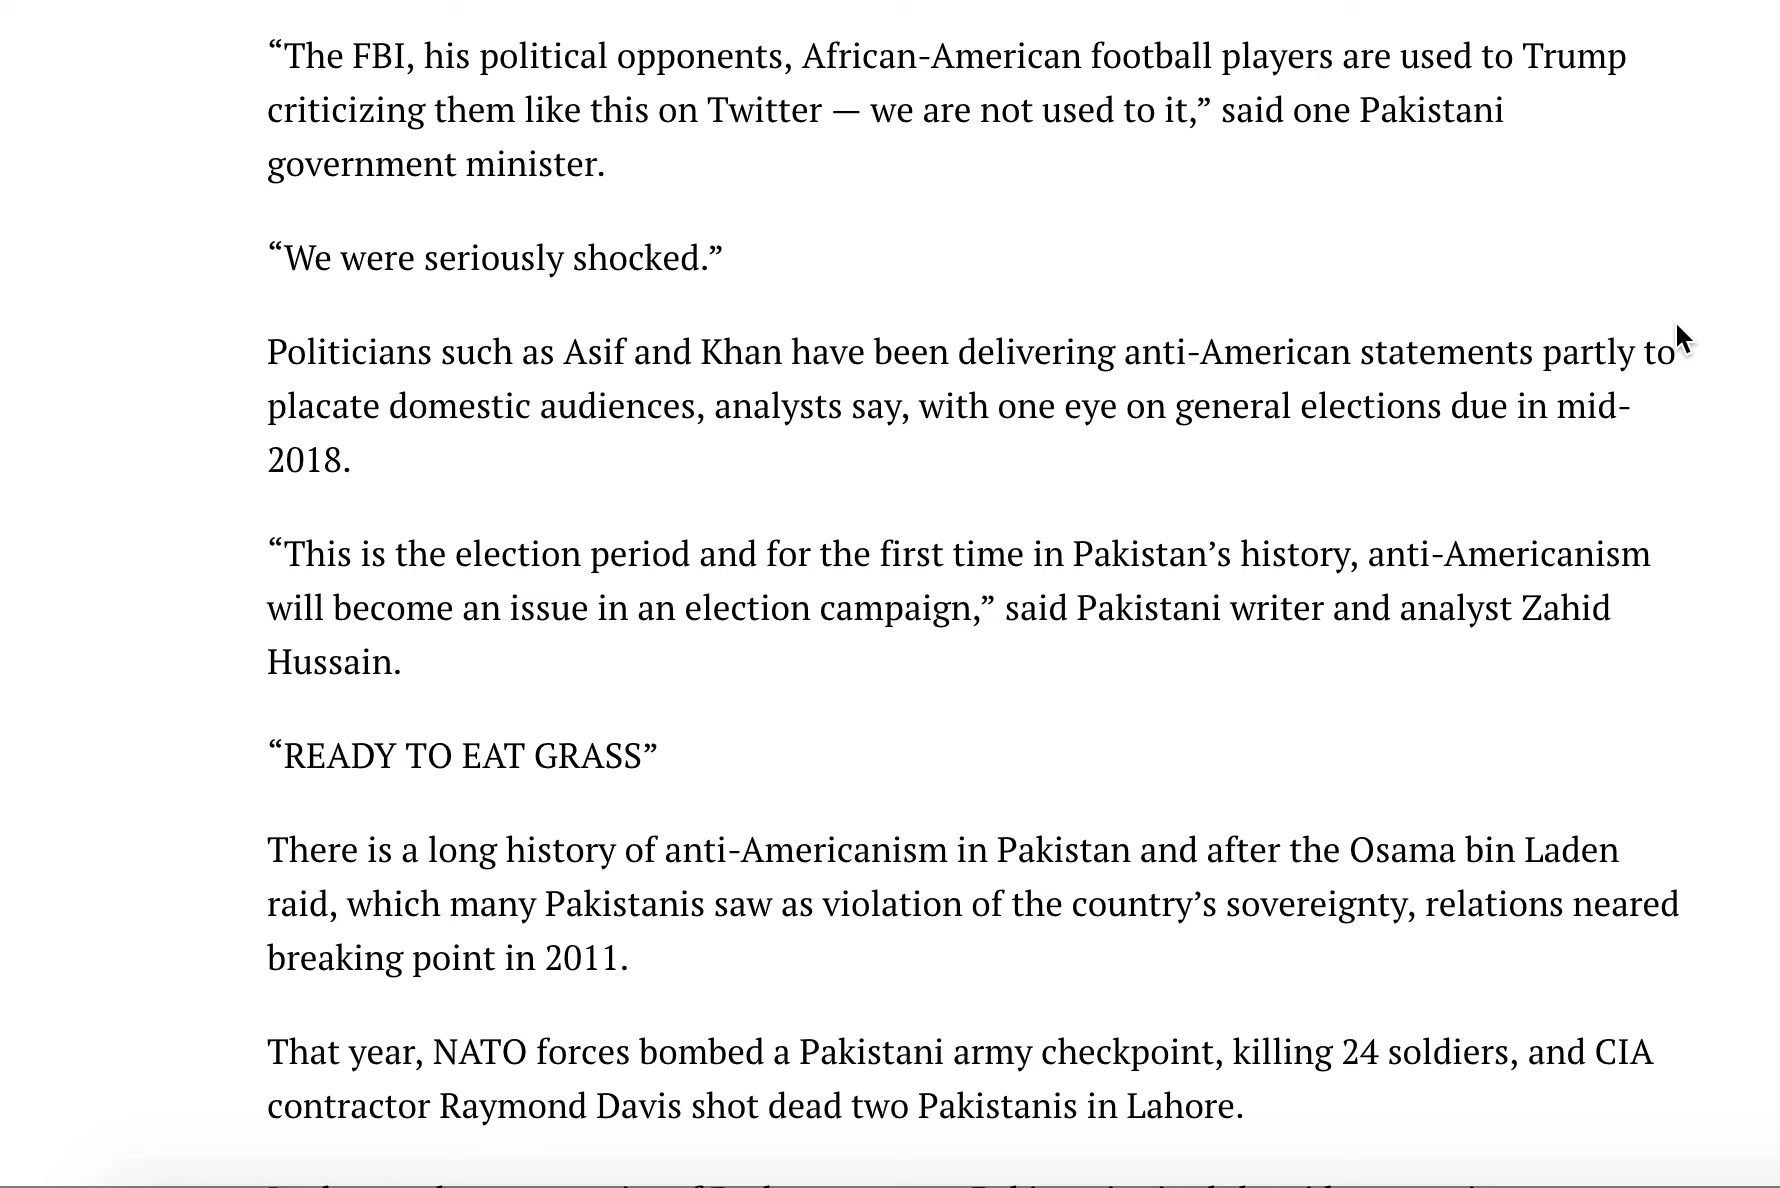 “The FBI, his political opponents, African-American football players are used to Trump
criticizing them like this on Twitter — we are not used to it,” said one Pakistani
government minister.
“We were seriously shocked.”
Politicians such as Asif and Khan have been delivering anti-American statements partly to
placate domestic audiences, analysts say, with one eye on general elections due in mid-
2018.
“This is the election period and for the first time in Pakistan’s history, anti-Americanism
will become an issue in an election campaign,” said Pakistani writer and analyst Zahid
Hussain.
“READY TO EAT GRASS”
There is a long history of anti-Americanism in Pakistan and after the Osama bin Laden
raid, which many Pakistanis saw as violation of the country’s sovereignty, relations neared
breaking point in 2011.
That year, NATO forces bombed a Pakistani army checkpoint, killing 24 soldiers, and CIA
contractor Raymond Davis shot dead two Pakistanis in Lahore.